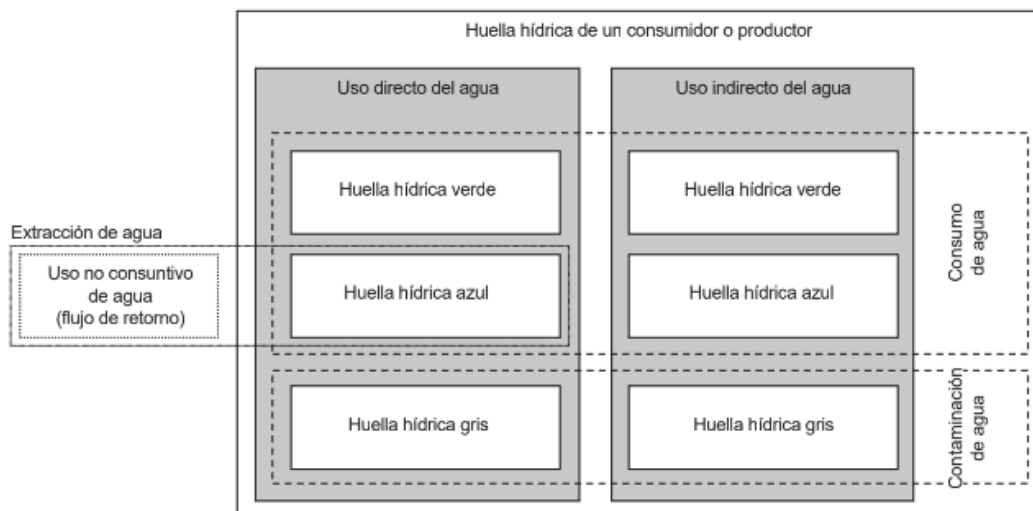 Huella hídrica de un consumidor o productor
Uso directo del agua
Uso indirecto del agua
Huella hídrica verde
Huella hídrica verde
Extracción de agua
Uso no consuntivo
de agua
(flujo de retorno)
Huella hídrica azul
Huella hídrica azul
Consumo
de agua
Huella hídrica gris
Huella hídrica gris
Contaminación
de agua